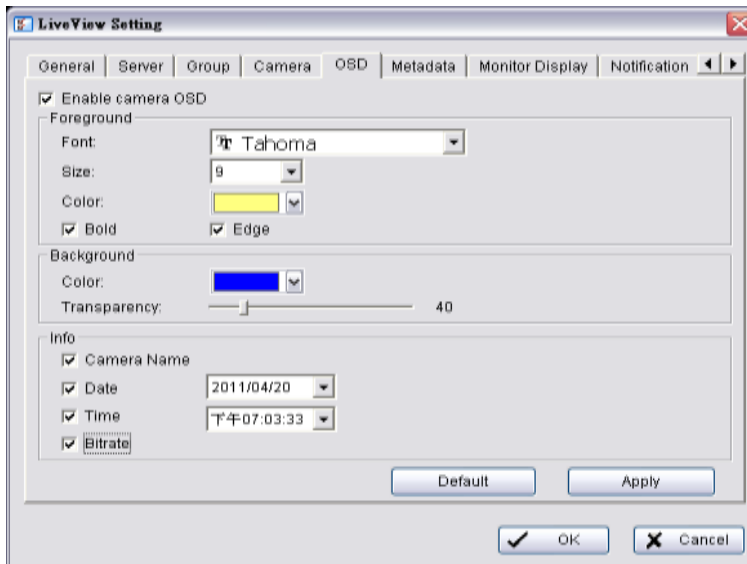 LiveView Setting
General Server Group Camera OSD Metadata Monitor Display Notification
Enable camera OSD
Foreground
Font: Tahoma
Size: 9
Color:
Bold Edge
Background
Color:
Transparency: 40
Info
Camera Name
Date 2011/04/20
Time 下午07:03:33
Bitrate
Default Apply
OK Cancel